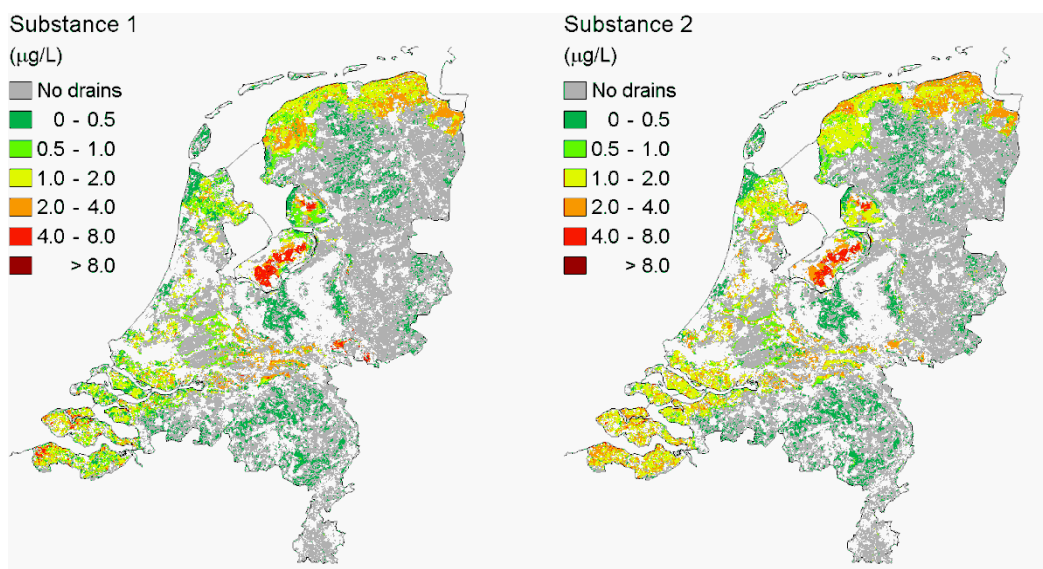 Substance 1
(µg/L)
No drains
0 - 0.5
0.5 - 1.0
1.0 - 2.0
2.0 - 4.0
4.0 - 8.0
> 8.0
Substance 2
(µg/L)
No drains
0 - 0.5
0.5 - 1.0
1.0 - 2.0
2.0 - 4.0
4.0 - 8.0
> 8.0